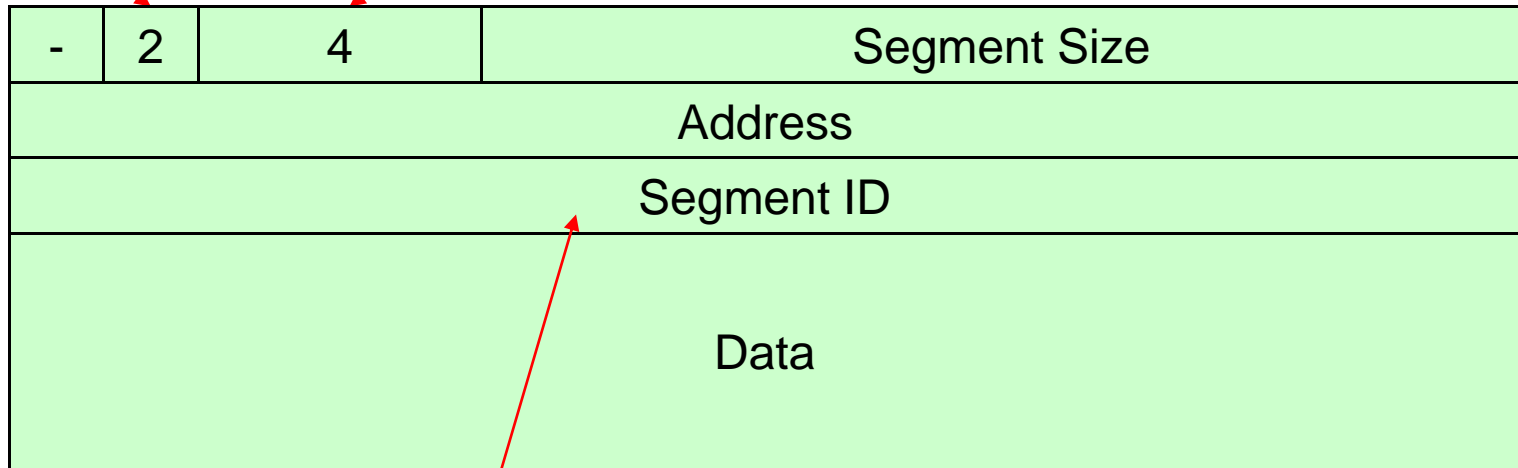 - 2 4 Segment Size
Address
Segment ID
Data